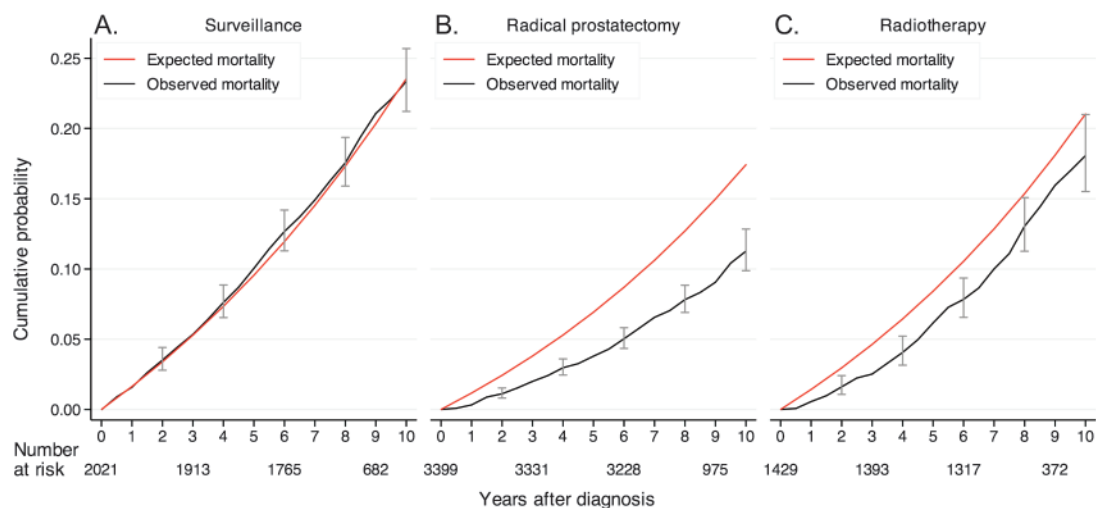 A. Surveillance
B. Radical prostatectomy
C. Radiotherapy
Expected mortality
Observed mortality
Expected mortality
Observed mortality
Expected mortality
Observed mortality
Cumulative probability
0.25
0.20
0.15
0.10
0.05
0.00
0 1 2 3 4 5 6 7 8 9 10
0 1 2 3 4 5 6 7 8 9 10
0 1 2 3 4 5 6 7 8 9 10
Number
at risk
2021 1913 1765 682
3399 3331 3228 975
1429 1393 1317 372
Years after diagnosis